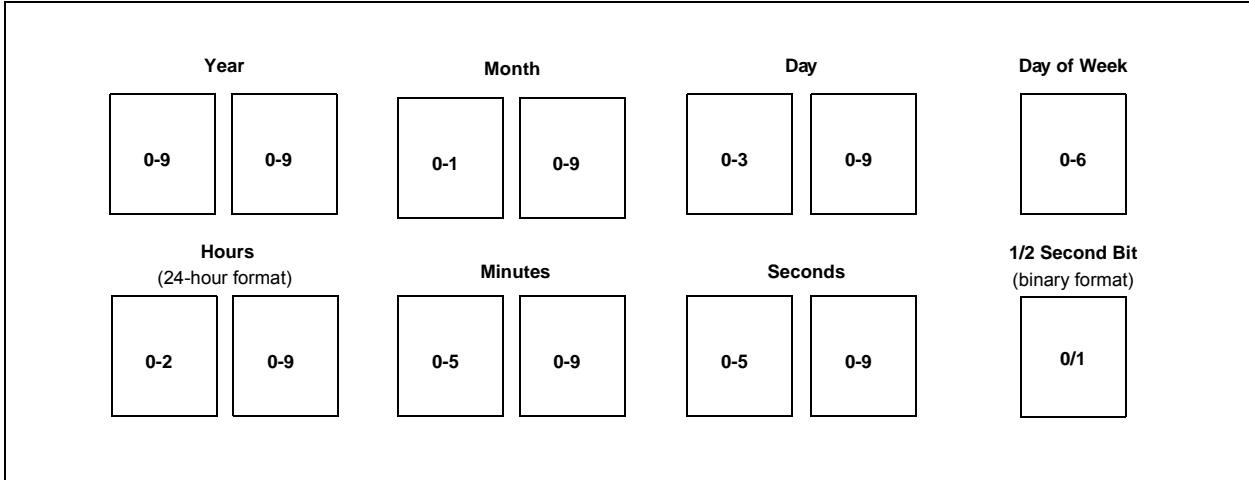 Year Month Day Day of Week
0-9 0-9 0-1 0-9 0-3 0-9 0-6
Hours Minutes Seconds 1/2 Second Bit
(24-hour format) (binary format)
0-2 0-9 0-5 0-9 0-5 0-9 0/1